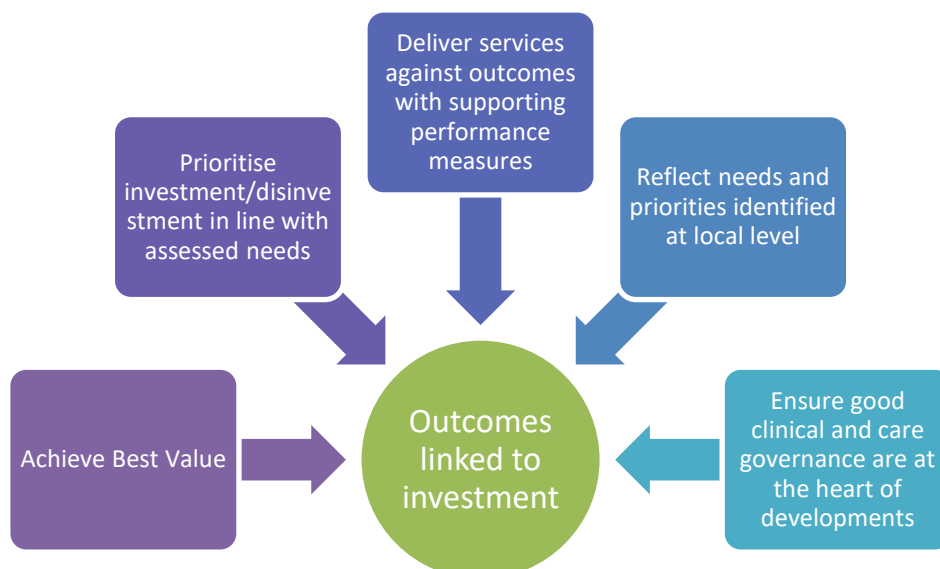 Deliver services
against outcomes
with supporting
performance
measures
Prioritise
investment/disinve
stment in line with
assessed needs
Reflect needs and
priorities identified
at local level
Achieve Best Value
Outcomes
linked to
investment
Ensure good
clinical and care
governance are at
the heart of
developments